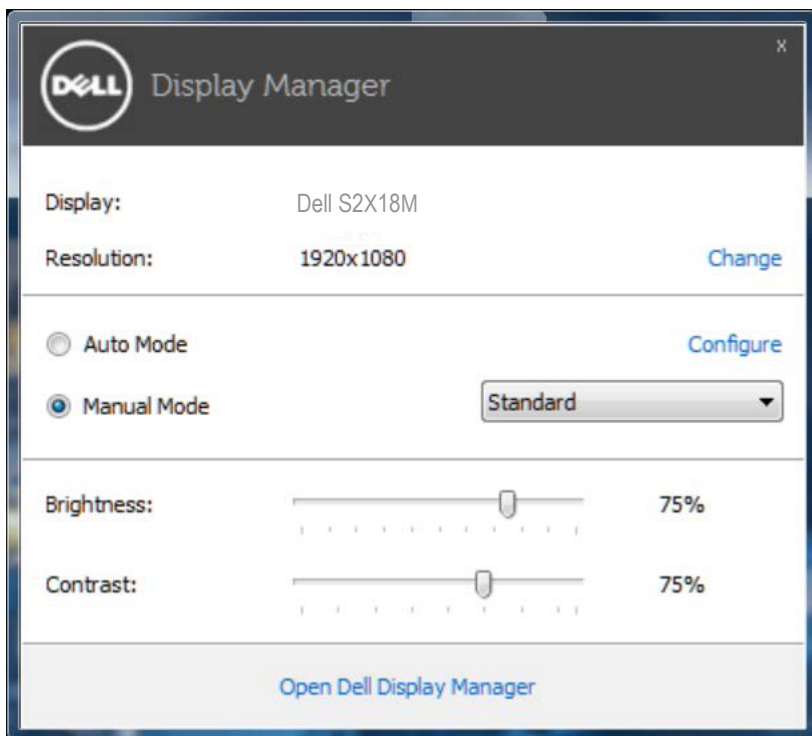 DELL Display Manager x
Display: Dell S2X18M
Resolution: 1920x1080 Change
Auto Mode Configure
Manual Mode Standard
Brightness: 75%
Contrast: 75%
Open Dell Display Manager